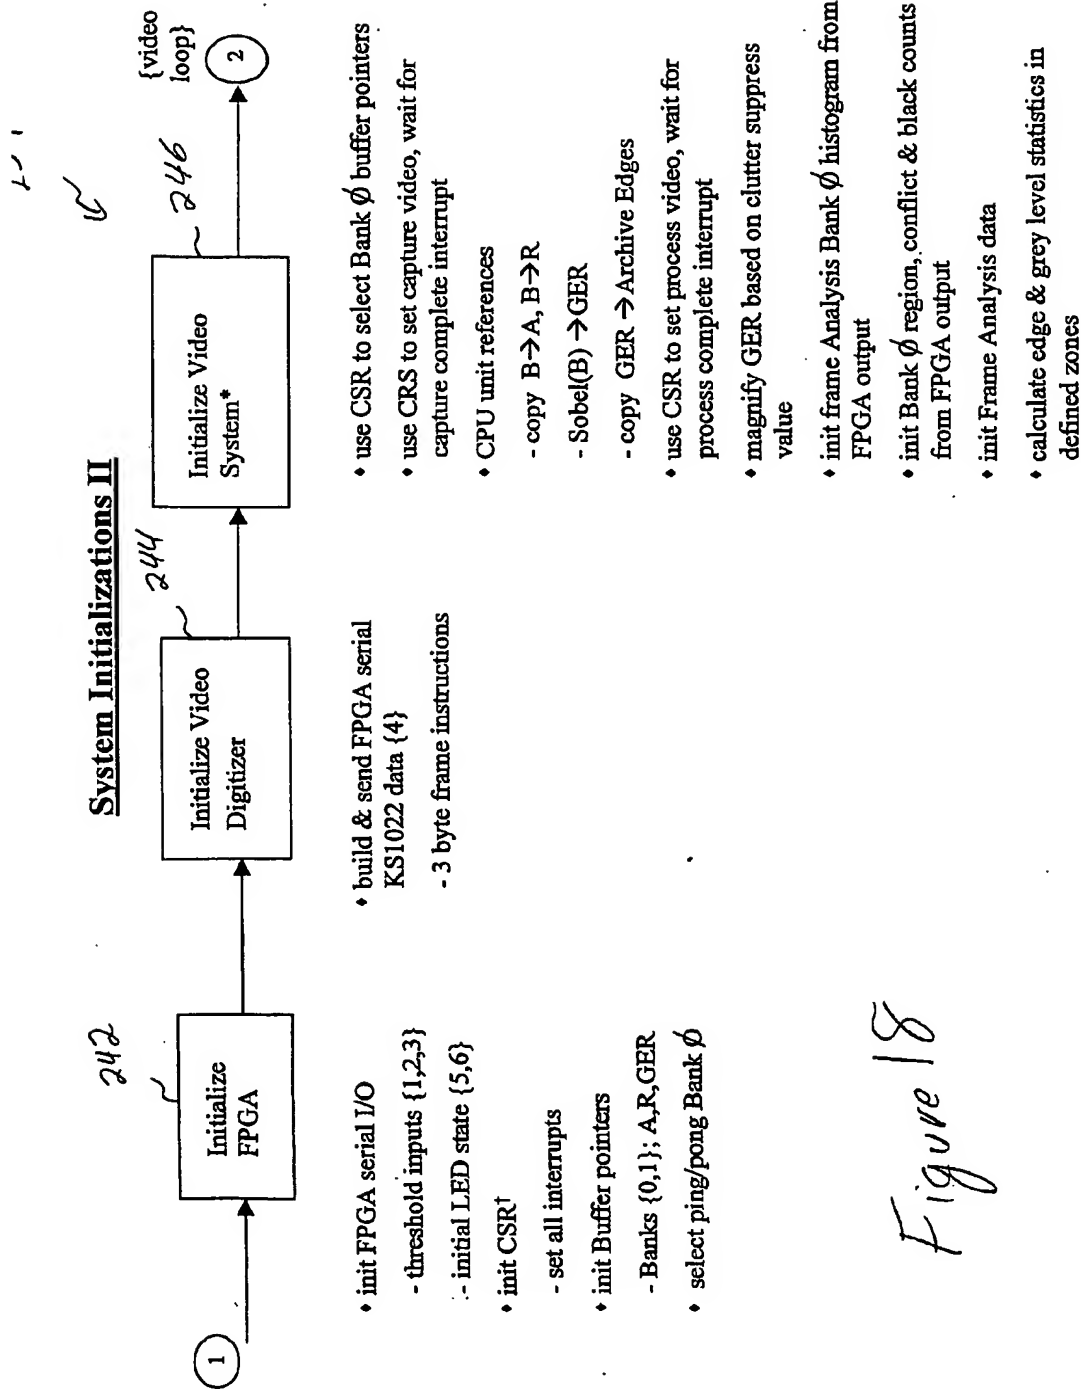 System Initializations II
1
242
Initialize
FPGA
244
Initialize Video
Digitizer
246
Initialize Video
System*
{video
loop}
2
♦ init FPGA serial I/O
- threshold inputs {1,2,3}
- initial LED state {5,6}
♦ init CSR†
- set all interrupts
♦ init Buffer pointers
- Banks {0,1}; A,R,GER
♦ select ping/pong Bank Ø
♦ build & send FPGA serial
KS1022 data {4}
- 3 byte frame instructions
♦ use CSR to select Bank Ø buffer pointers
♦ use CRS to set capture video, wait for
capture complete interrupt
♦ CPU unit references
- copy B→A, B→R
- Sobel(B) →GER
- copy GER →Archive Edges
♦ use CSR to set process video, wait for
process complete interrupt
♦ magnify GER based on clutter suppress
value
♦ init frame Analysis Bank Ø histogram from
FPGA output
♦ init Bank Ø region, conflict & black counts
from FPGA output
♦ init Frame Analysis data
♦ calculate edge & grey level statistics in
defined zones
Figure 18